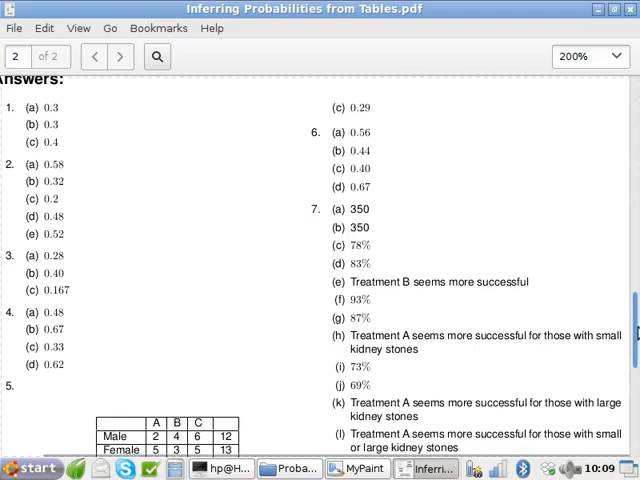 Inferring Probabilities from Tables.pdf
File Edit View Go Bookmarks Help
2 of 2 200%
Answers:
1. (a) 0.3
(b) 0.3
(c) 0.4
2. (a) 0.58
(b) 0.32
(c) 0.2
(d) 0.48
(e) 0.52
3. (a) 0.28
(b) 0.40
(c) 0.167
4. (a) 0.48
(b) 0.67
(c) 0.33
(d) 0.62
5.
A B C
Male 2 4 6 12
Female 5 3 5 13
(c) 0.29
6. (a) 0.56
(b) 0.44
(c) 0.40
(d) 0.67
7. (a) 350
(b) 350
(c) 78%
(d) 83%
(e) Treatment B seems more successful
(f) 93%
(g) 87%
(h) Treatment A seems more successful for those with small
kidney stones
(i) 73%
(j) 69%
(k) Treatment A seems more successful for those with large
kidney stones
(l) Treatment A seems more successful for those with small
or large kidney stones
start hp@H... Proba... MyPaint Inferri... 10:09